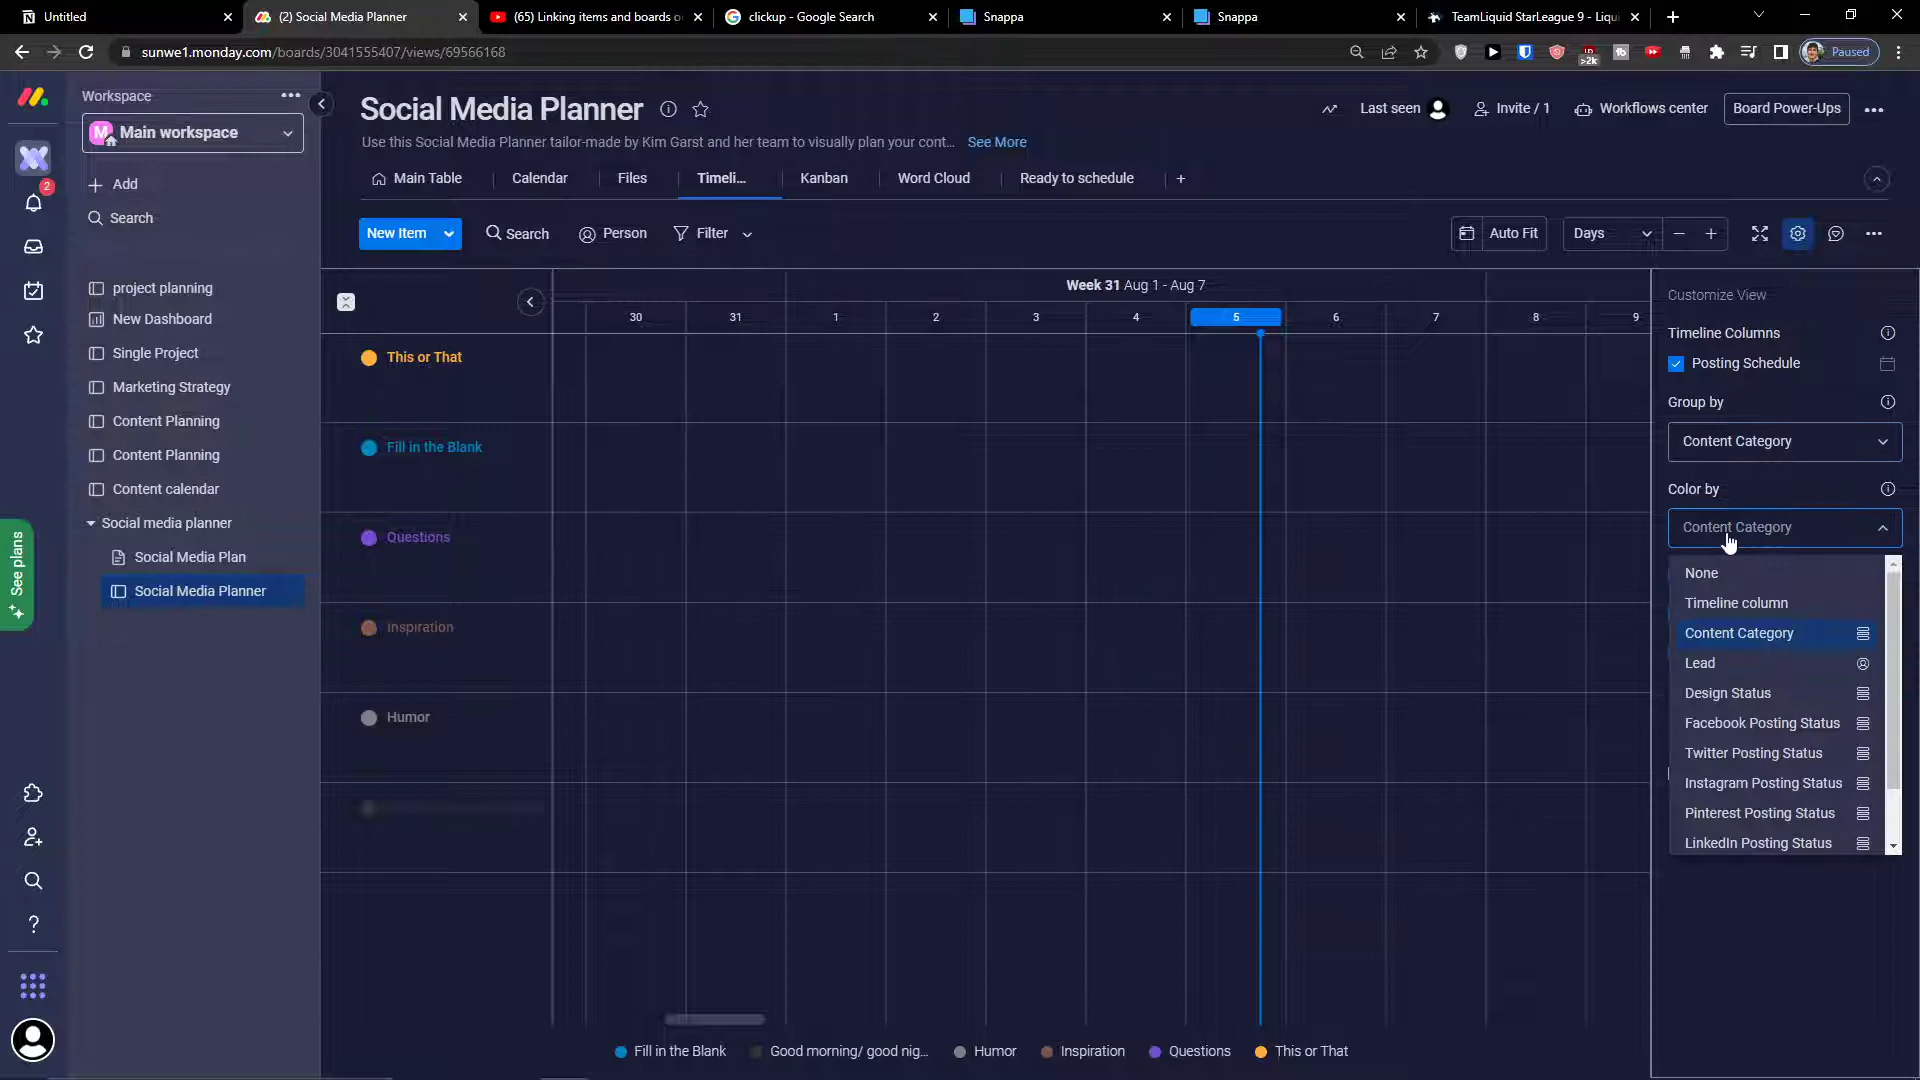 Untitled
(2) Social Media Planner
(65) Linking items and boards o
clickup - Google Search
Snappa
Snappa
TeamLiquid StarLeague 9 - Liqu
sunwe1.monday.com/boards/3041555407/views/69566168
>2k
Paused
Workspace
M Main workspace
Add
Search
2
project planning
New Dashboard
Single Project
Marketing Strategy
Content Planning
Content Planning
Content calendar
Social media planner
Social Media Plan
Social Media Planner
See plans
Social Media Planner
Last seen
Invite / 1
Workflows center
Board Power-Ups
Use this Social Media Planner tailor-made by Kim Garst and her team to visually plan your cont... See More
Main Table
Calendar
Files
Timeli...
Kanban
Word Cloud
Ready to schedule
New Item
Search
Person
Filter
Auto Fit
Days
Week 31 Aug 1 - Aug 7
30 31 1 2 3 4 5 6 7 8 9
This or That
Fill in the Blank
Questions
Inspiration
Humor
Customize View
Timeline Columns
Posting Schedule
Group by
Content Category
Color by
Content Category
None
Timeline column
Content Category
Lead
Design Status
Facebook Posting Status
Twitter Posting Status
Instagram Posting Status
Pinterest Posting Status
LinkedIn Posting Status
Fill in the Blank
Good morning/ good nig...
Humor
Inspiration
Questions
This or That